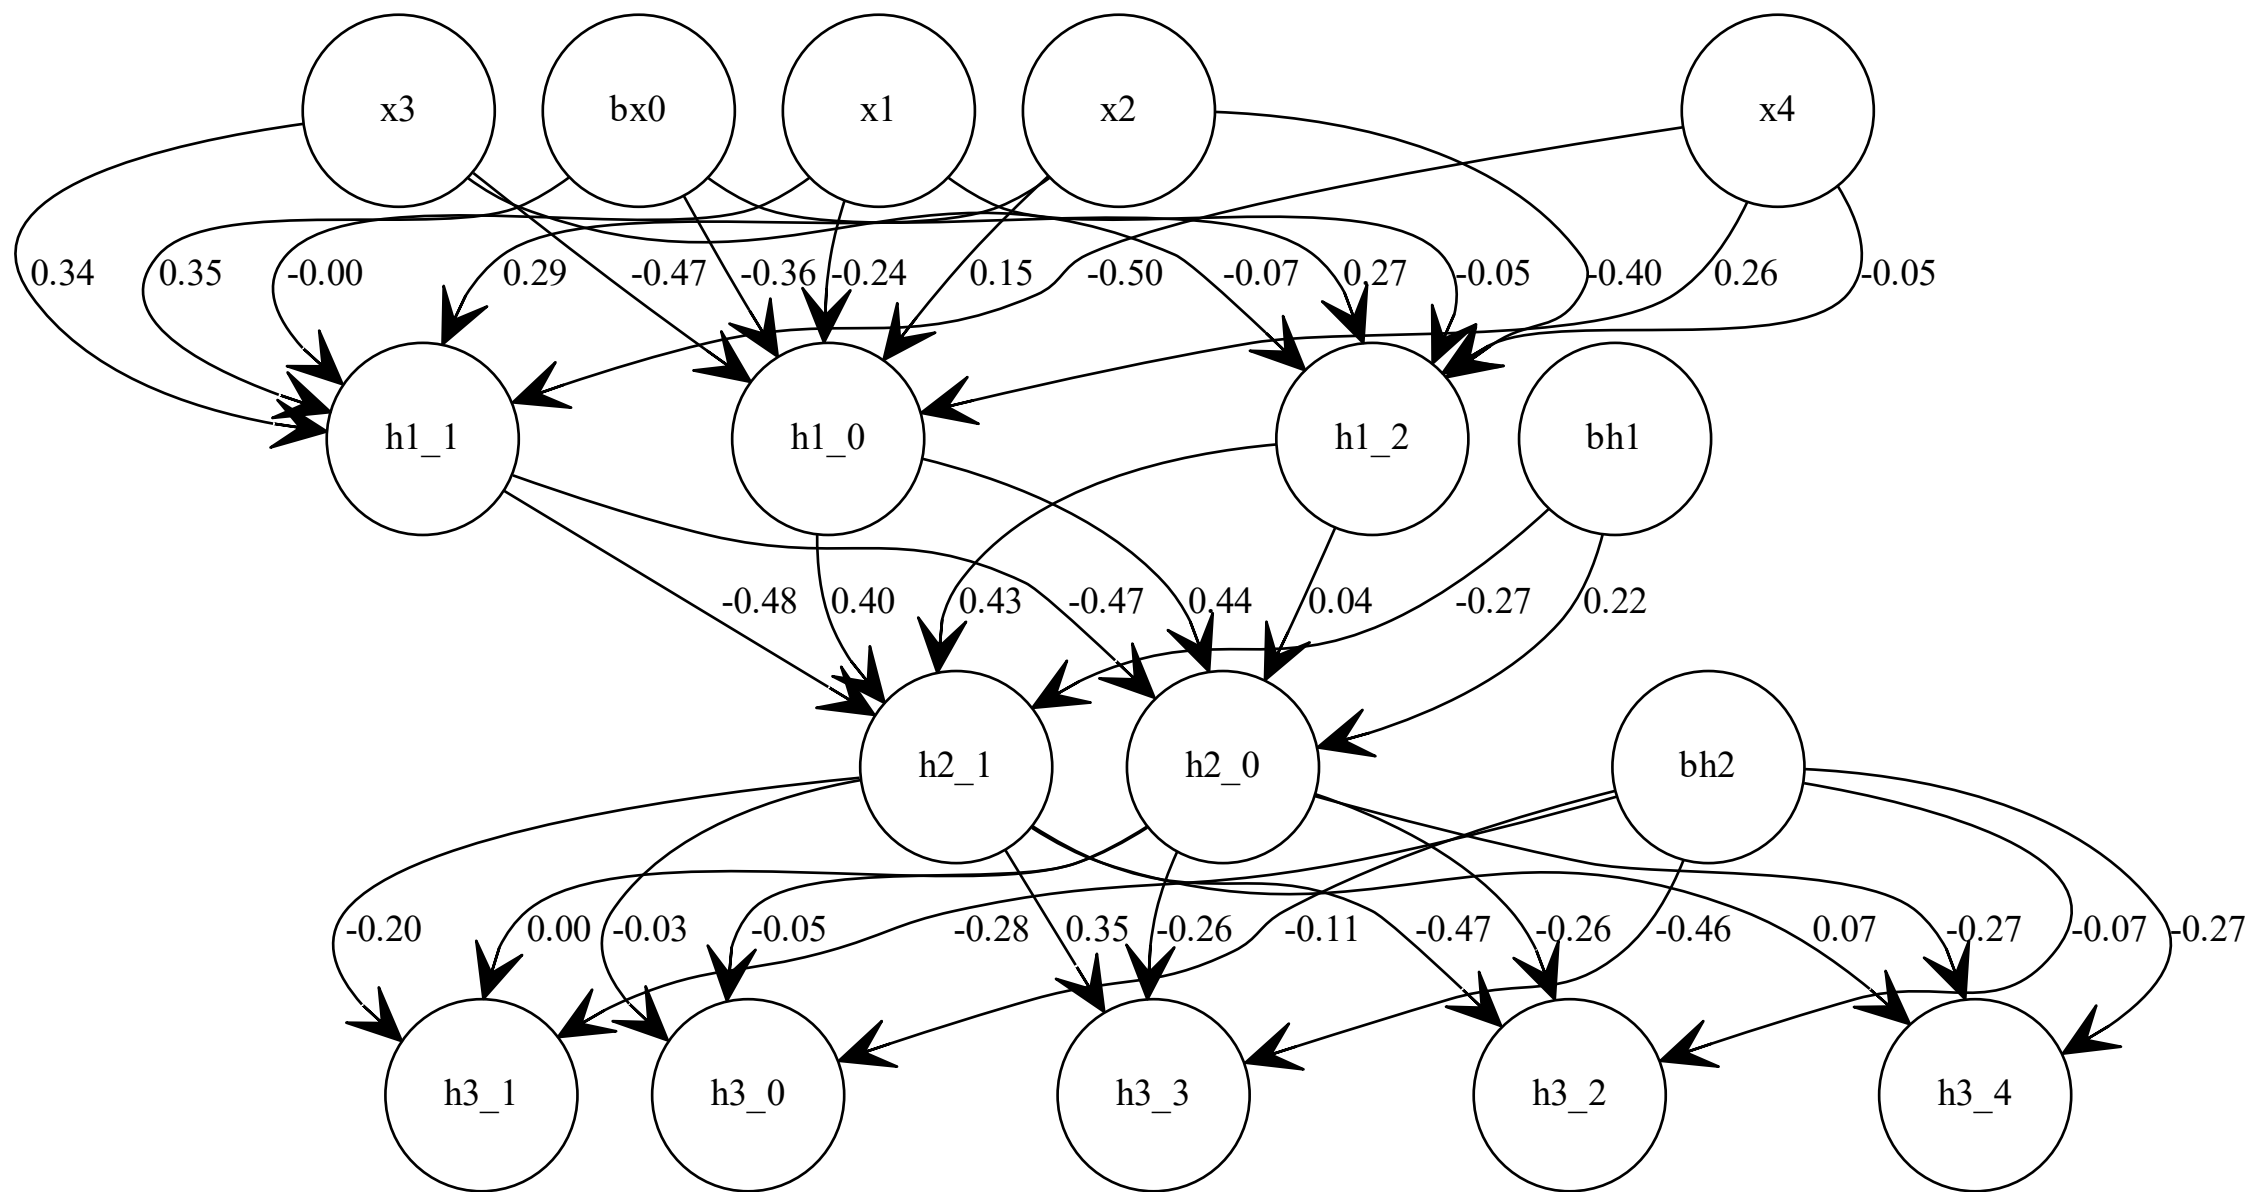 x3 bx0 x1 x2 x4
0.34 0.35 -0.00 0.29 -0.47 -0.36 -0.24 0.15 -0.50 -0.07 0.27 -0.05 -0.40 0.26 -0.05
h1_1 h1_0 h1_2 bh1
-0.48 0.40 0.43 -0.47 0.44 0.04 -0.27 0.22
h2_1 h2_0 bh2
-0.20 0.00 -0.03 -0.05 -0.28 0.35 -0.26 -0.11 -0.47 -0.26 -0.46 0.07 -0.27 -0.07 -0.27
h3_1 h3_0 h3_3 h3_2 h3_4